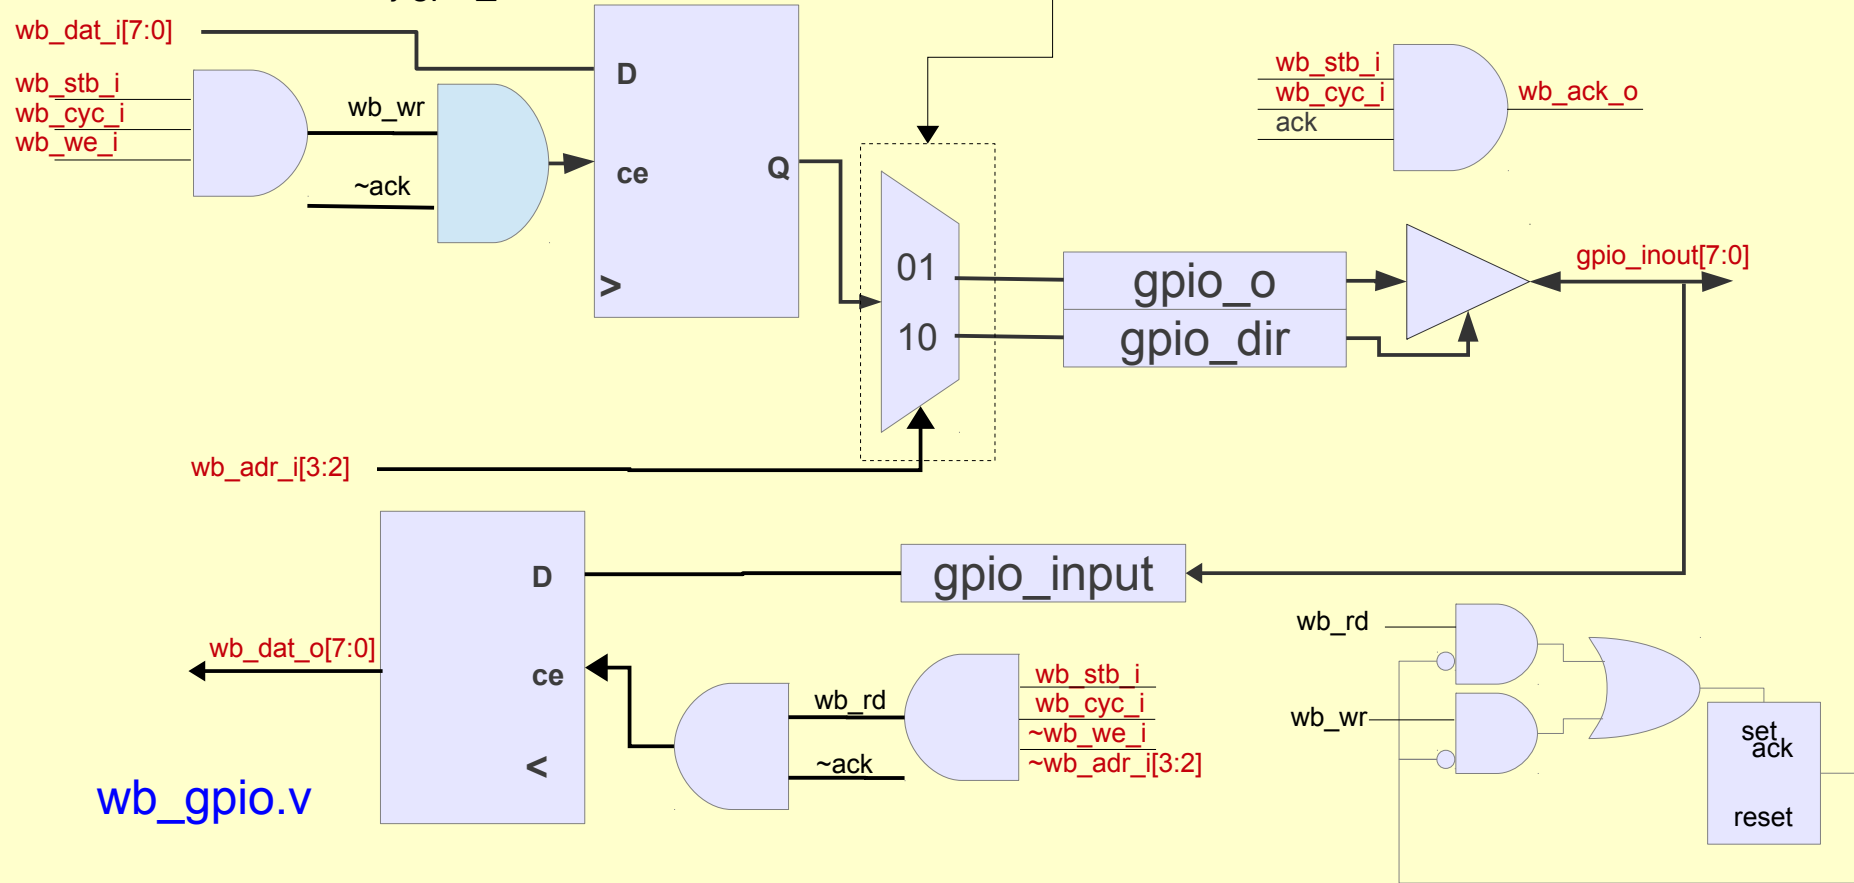 wb_dat_i[7:0]
wb_stb_i
wb_cyc_i
wb_we_i
wb_wr
~ack
D
ce
Q
>
01
10
wb_stb_i
wb_cyc_i
ack
wb_ack_o
gpio_o
gpio_dir
gpio_inout[7:0]
wb_adr_i[3:2]
D
ce
<
gpio_input
wb_dat_o[7:0]
wb_rd
~ack
wb_stb_i
wb_cyc_i
~wb_we_i
~wb_adr_i[3:2]
wb_rd
wb_wr
set
ack
reset
wb_gpio.v